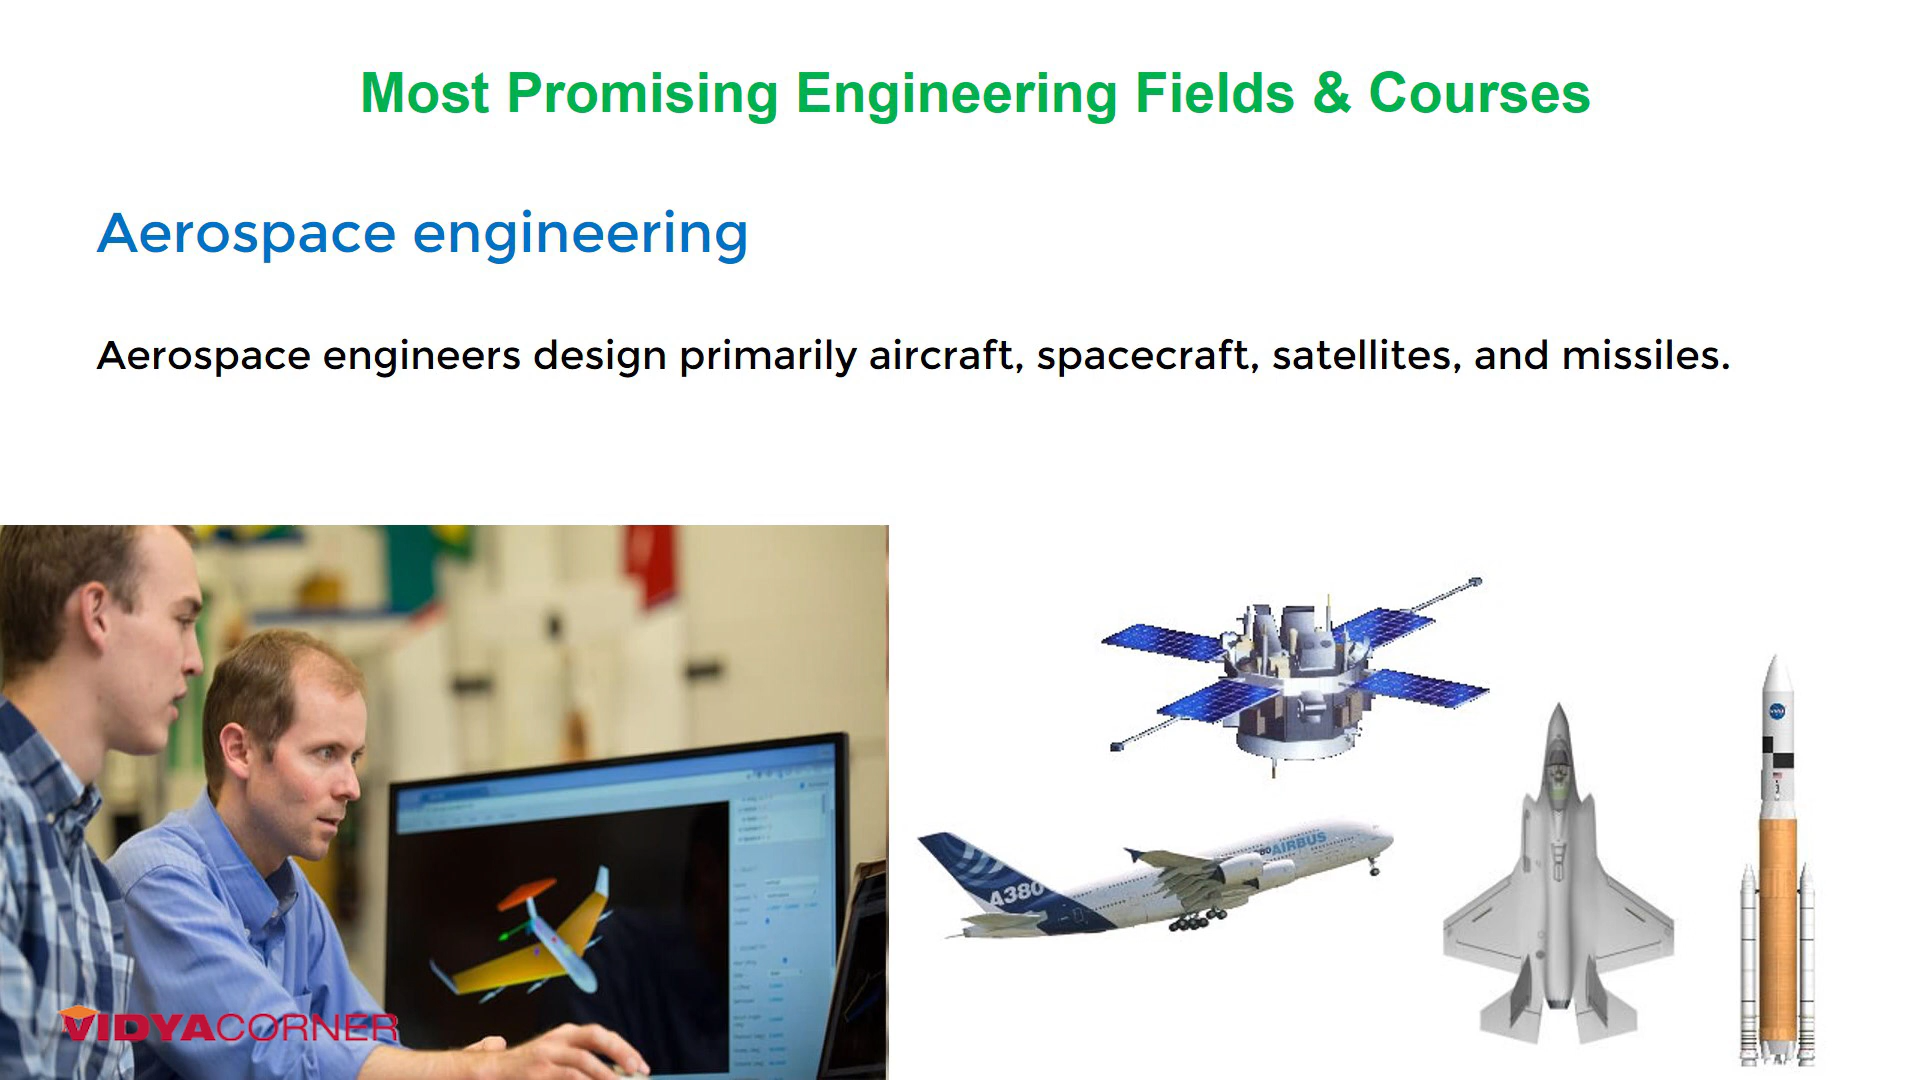 Most Promising Engineering Fields & Courses
Aerospace engineering
Aerospace engineers design primarily aircraft, spacecraft, satellites, and missiles.
A380
AIRBUS
VIDYACORNER